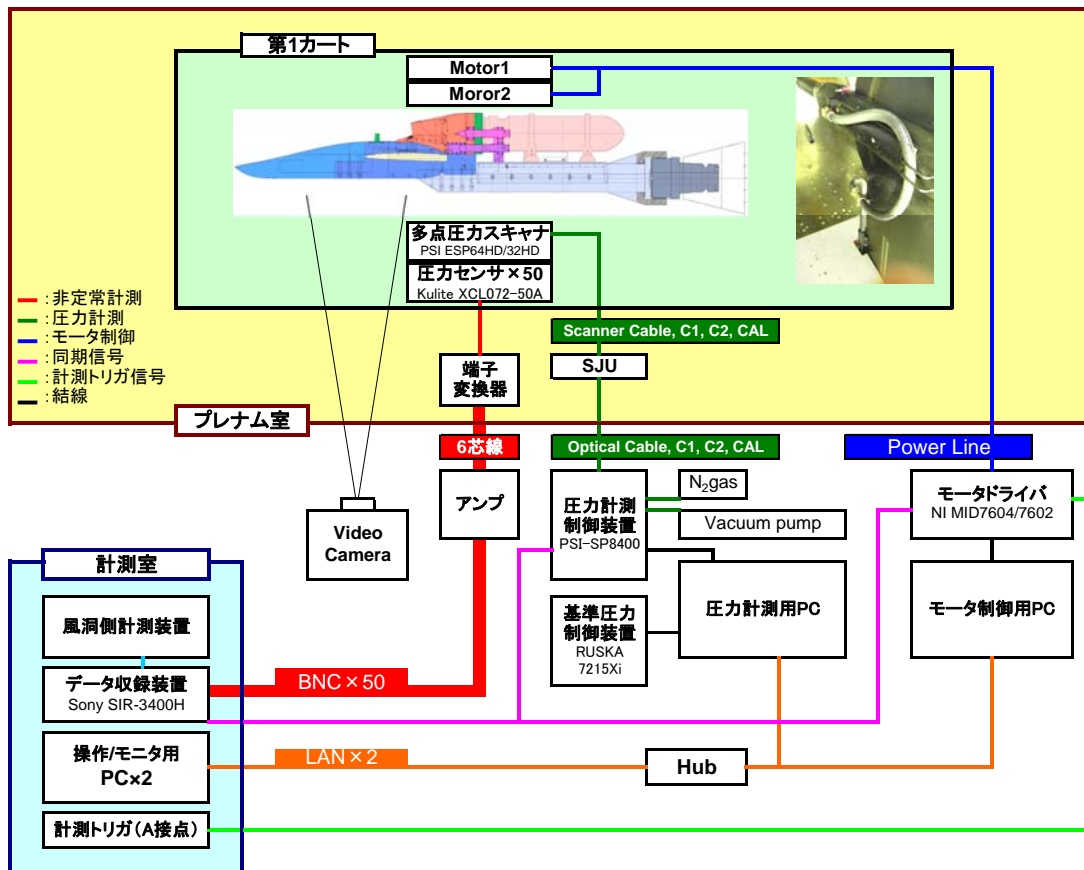 第1カート
Motor1
Moror2
多点圧力スキャナ
PSI ESP64HD/32HD
圧力センサ×50
Kulite XCL072-50A
:非定常計測
:圧力計測
:モータ制御
:同期信号
:計測トリガ信号
:結線
Scanner Cable, C1, C2, CAL
端子
変換器
SJU
プレナム室
6芯線
Optical Cable, C1, C2, CAL
Power Line
アンプ
Video
Camera
圧力計測
制御装置
PSI-SP8400
N₂gas
Vacuum pump
モータドライバ
NI MID7604/7602
計測室
風洞側計測装置
基準圧力
制御装置
RUSKA
7215Xi
圧力計測用PC
モータ制御用PC
データ収録装置
Sony SIR-3400H
BNC×50
操作/モニタ用
PC×2
LAN×2
Hub
計測トリガ(A接点)